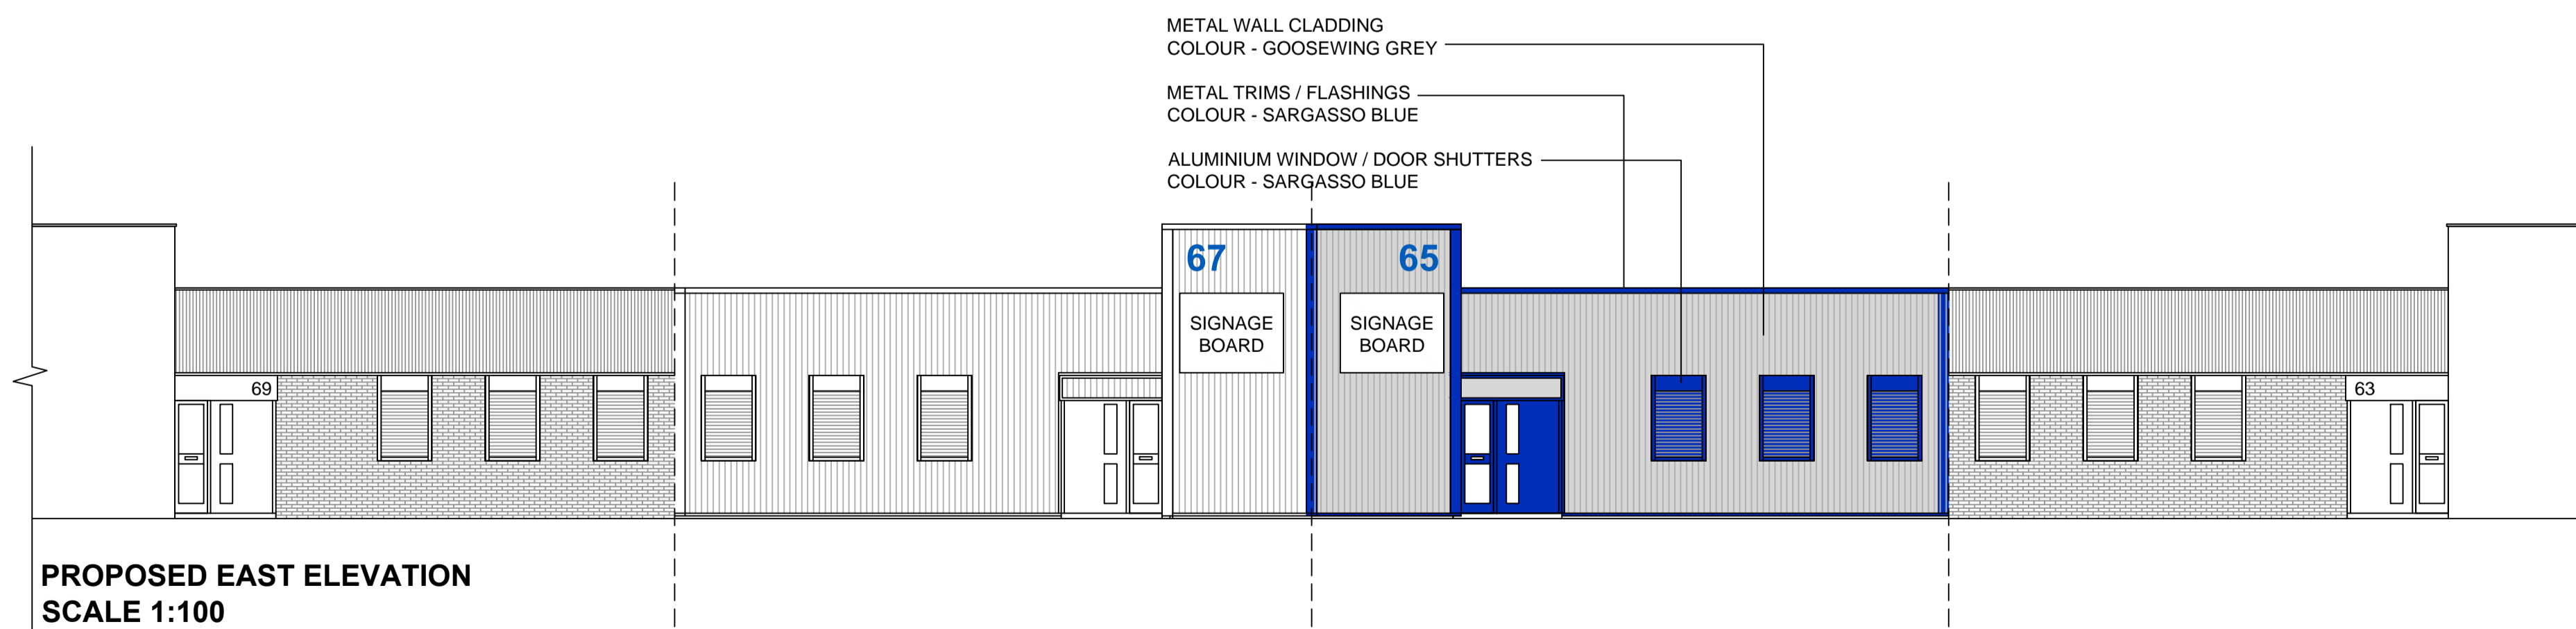 METAL WALL CLADDING
COLOUR - GOOSEWING GREY
METAL TRIMS / FLASHINGS
COLOUR - SARGASSO BLUE
ALUMINIUM WINDOW / DOOR SHUTTERS
COLOUR - SARGASSO BLUE
67
65
SIGNAGE
BOARD
SIGNAGE
BOARD
69
63
PROPOSED EAST ELEVATION
SCALE 1:100